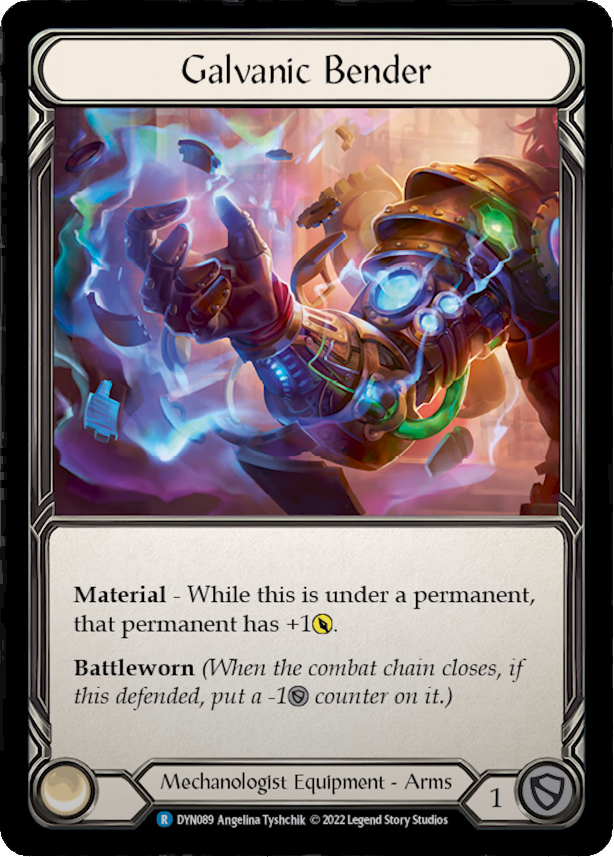 Galvanic Bender
Material - While this is under a permanent,
that permanent has +1.
Battleworn (When the combat chain closes, if
this defended, put a -1 counter on it.)
Mechanologist Equipment - Arms
1
R DYN089 Angelina Tyshchik © 2022 Legend Story Studios